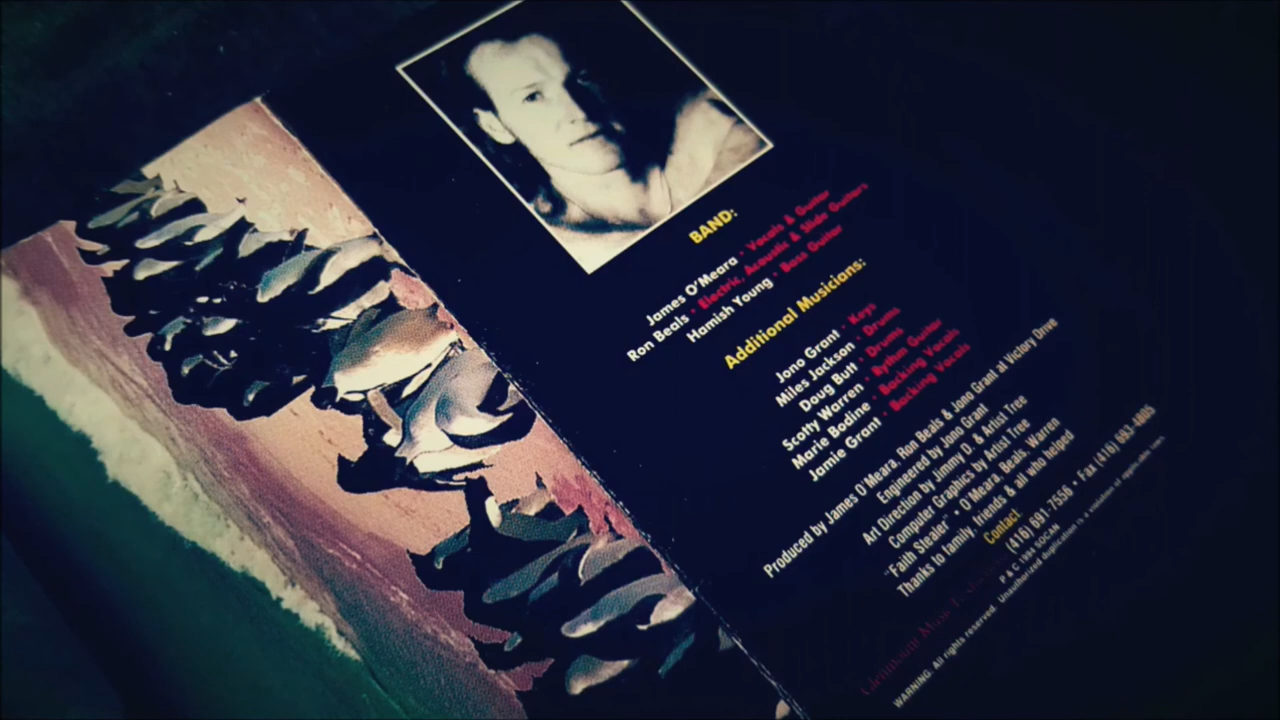 BAND:
James O'Meara • Vocals & Guitar
Ron Beals • Electric, Acoustic & Slide Guitars
Hamish Young • Bass Guitar
Additional Musicians:
Jono Grant • Keys
Miles Jackson • Drums
Doug Butt • Drums
Scotty Warren • Rythm Guitar
Marie Bodine • Backing Vocals
Jamie Grant • Backing Vocals
Produced by James O'Meara, Ron Beals & Jono Grant at Victory Drive
Engineered by Jono Grant
Art Direction by Jimmy D. & Artist Tree
Computer Graphics by Artist Tree
"Faith Stealer" • O'Meara, Beals, Warren
Thanks to family, friends & all who helped
Contact
(416) 691-7556 • Fax (416) 693-4805
P & C 1994 SOCAN
WARNING: All rights reserved. Unauthorized duplication is a violation of applicable laws.